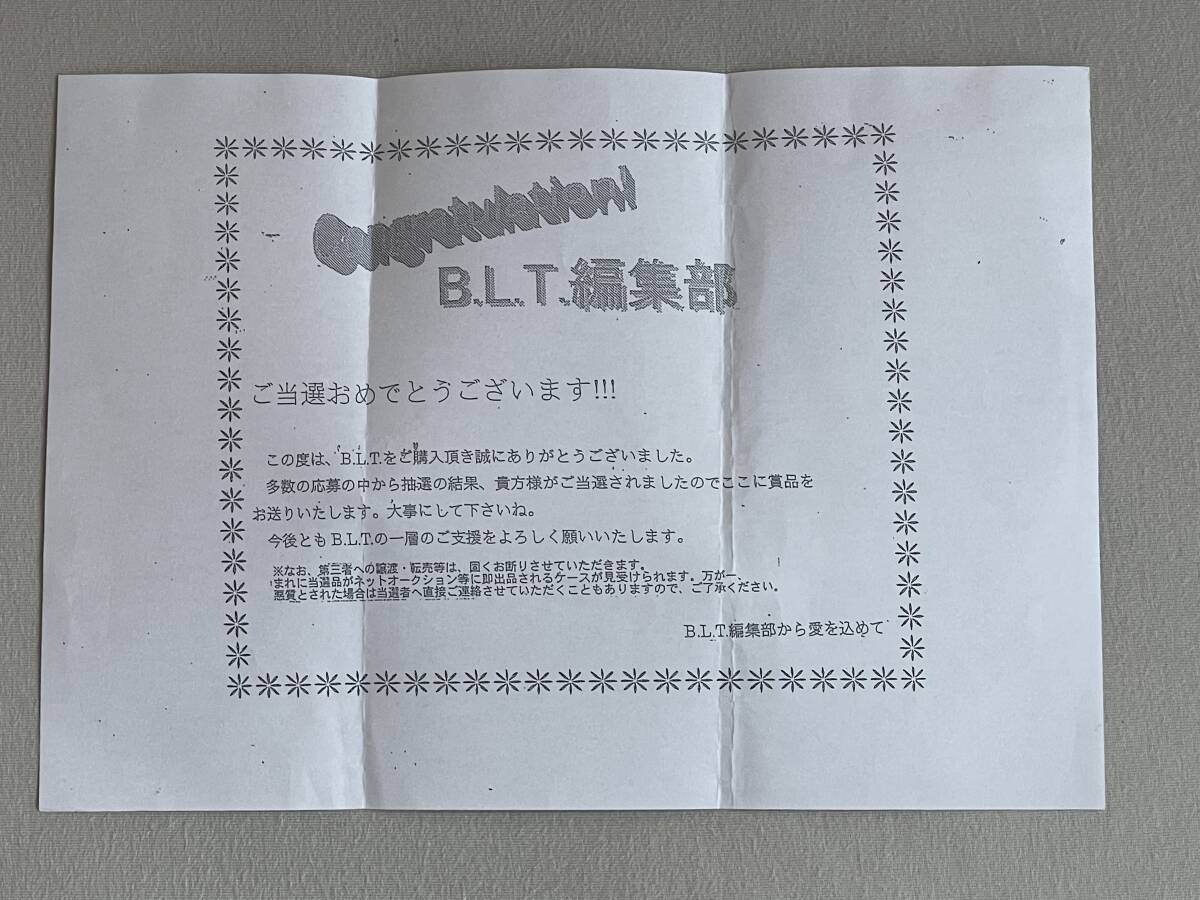 Congratulation!
B.L.T.編集部
ご当選おめでとうございます!!!
この度は、B.L.T.をご購入頂き誠にありがとうございました。
多数の応募の中から抽選の結果、貴方様がご当選されましたのでここに賞品を
お送りいたします。大事にして下さいね。
今後ともB.L.T.の一層のご支援をよろしく願いいたします。
※なお、第三者への譲渡・転売等は、固くお断りさせていただきます。
まれに当選品がネットオークション等に即出品されるケースが見受けられます。万が一、
悪質とされた場合は当選者へ直接ご連絡させていただくこともありますので、ご了承ください。
B.L.T.編集部から愛を込めて